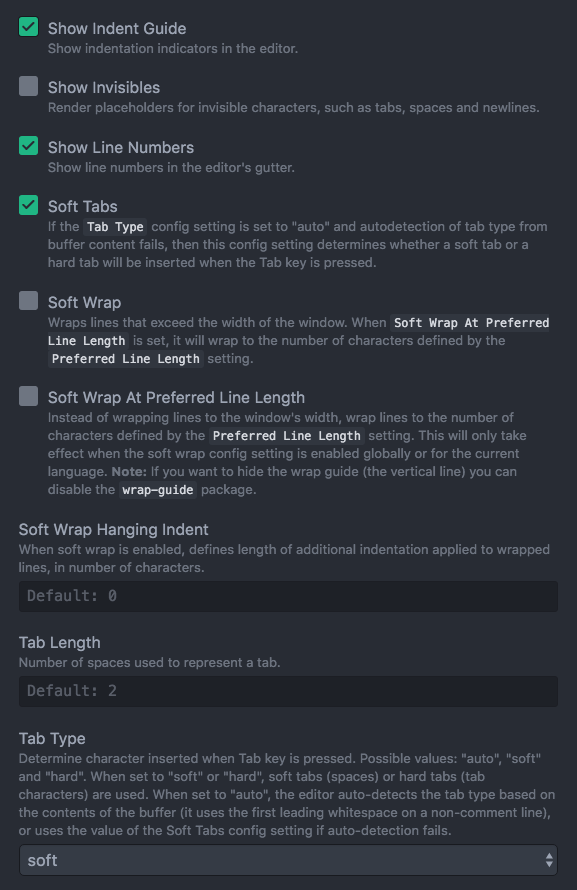 Show Indent Guide
Show indentation indicators in the editor.
Show Invisibles
Render placeholders for invisible characters, such as tabs, spaces and newlines.
Show Line Numbers
Show line numbers in the editor's gutter.
Soft Tabs
If the Tab Type config setting is set to "auto" and autodetection of tab type from
buffer content fails, then this config setting determines whether a soft tab or a
hard tab will be inserted when the Tab key is pressed.
Soft Wrap
Wraps lines that exceed the width of the window. When Soft Wrap At Preferred
Line Length is set, it will wrap to the number of characters defined by the
Preferred Line Length setting.
Soft Wrap At Preferred Line Length
Instead of wrapping lines to the window's width, wrap lines to the number of
characters defined by the Preferred Line Length setting. This will only take
effect when the soft wrap config setting is enabled globally or for the current
language. Note: If you want to hide the wrap guide (the vertical line) you can
disable the wrap-guide package.
Soft Wrap Hanging Indent
When soft wrap is enabled, defines length of additional indentation applied to wrapped
lines, in number of characters.
Default: 0
Tab Length
Number of spaces used to represent a tab.
Default: 2
Tab Type
Determine character inserted when Tab key is pressed. Possible values: "auto", "soft"
and "hard". When set to "soft" or "hard", soft tabs (spaces) or hard tabs (tab
characters) are used. When set to "auto", the editor auto-detects the tab type based on
the contents of the buffer (it uses the first leading whitespace on a non-comment line),
or uses the value of the Soft Tabs config setting if auto-detection fails.
soft